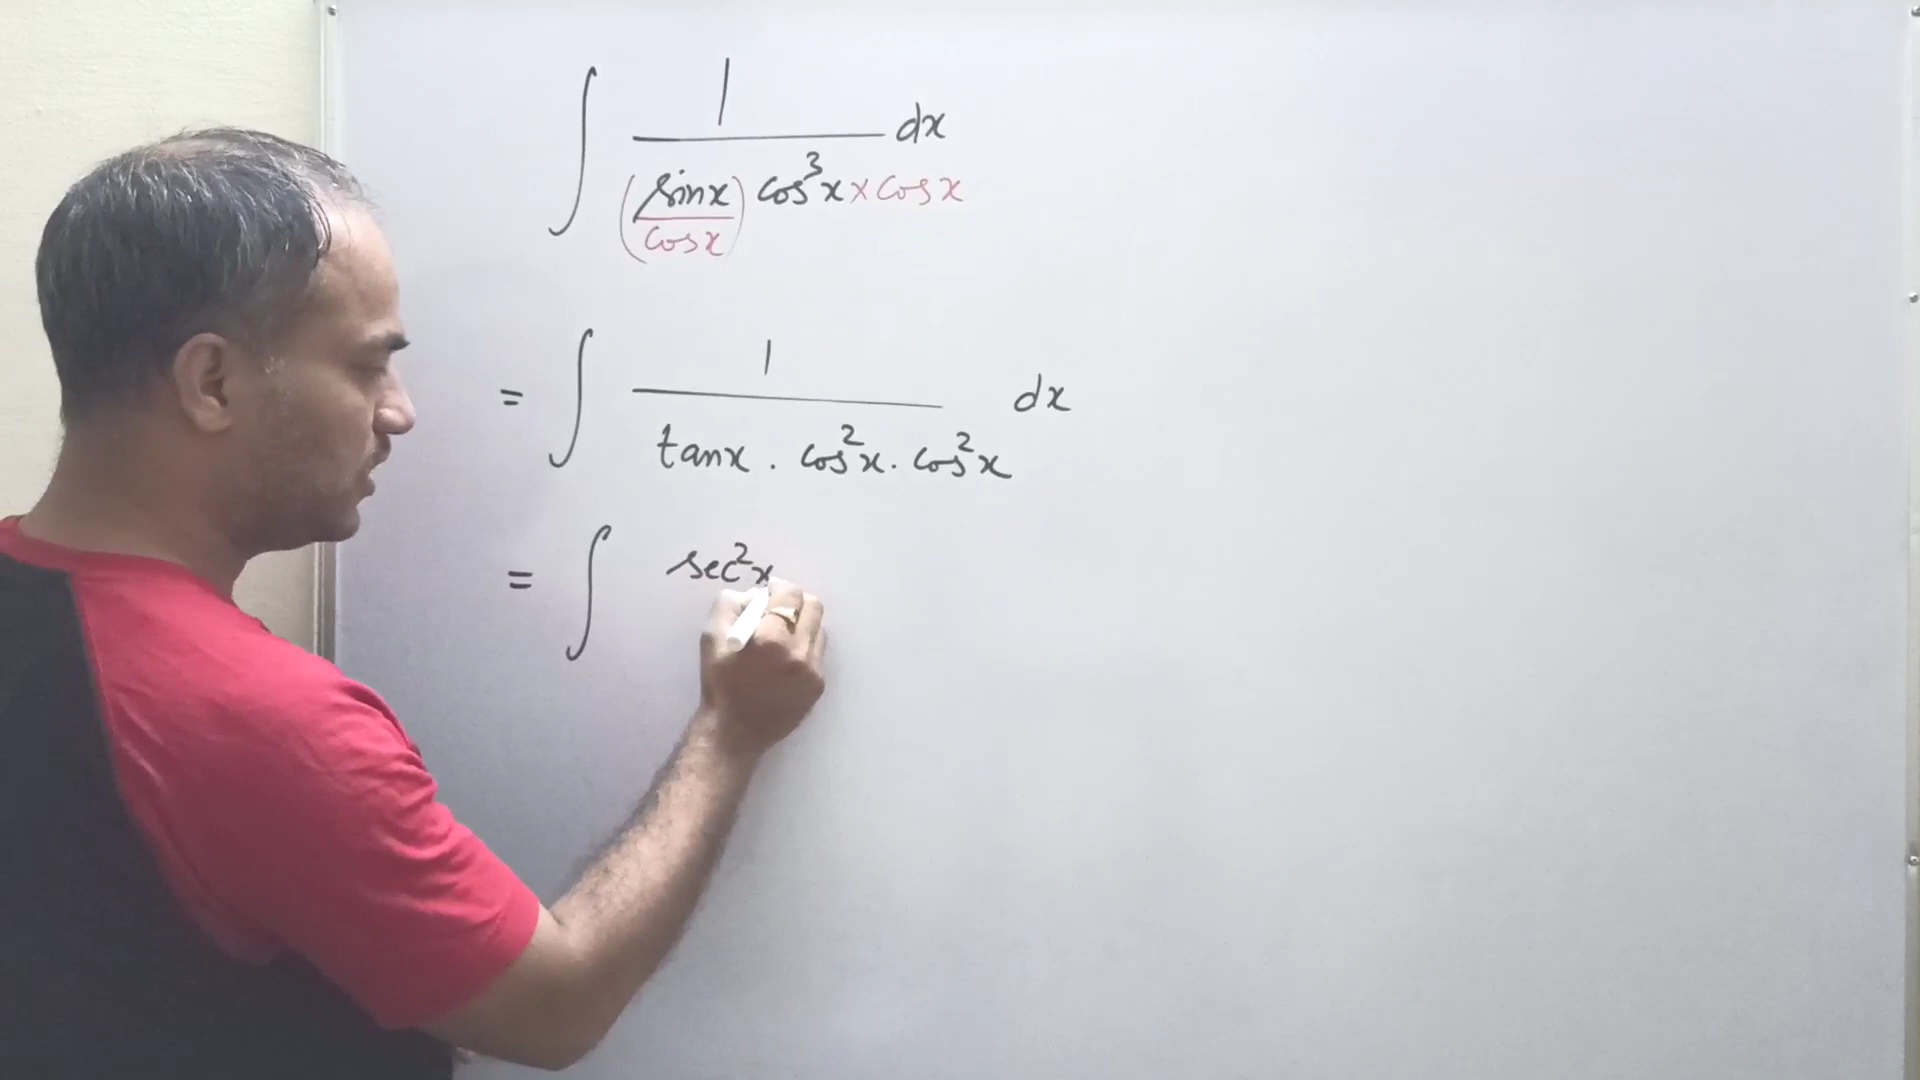 ∫ 1 / ((sinx/cosx) cos³x × cosx) dx
= ∫ 1 / (tanx . cos²x . cos²x) dx
= ∫ sec²x